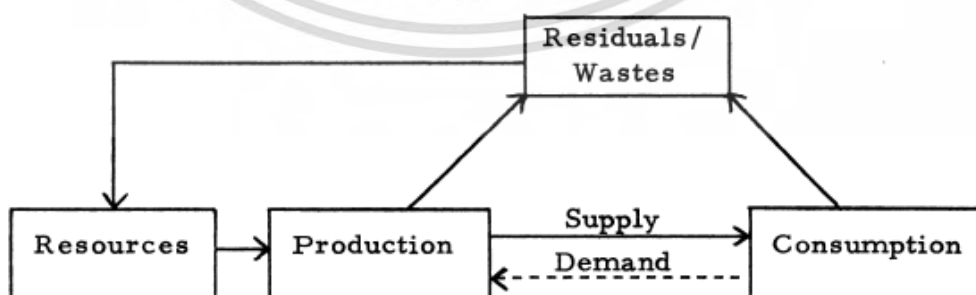 Residuals/
Wastes
Resources
Production
Supply
Demand
Consumption